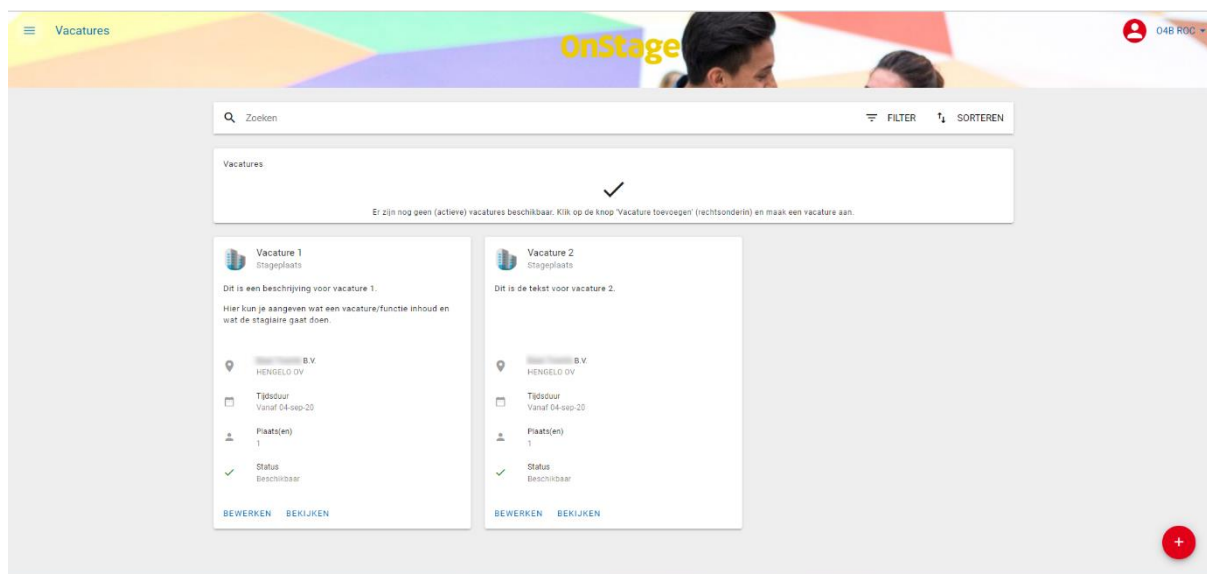 Vacatures
OnStage
O4B ROC
Zoeken
FILTER
SORTEREN
Vacatures
Er zijn nog geen (actieve) vacatures beschikbaar. Klik op de knop 'Vacature toevoegen' (rechtsonderin) en maak een vacature aan.
Vacature 1
Stageplaats
Dit is een beschrijving voor vacature 1.
Hier kun je aangeven wat een vacature/functie inhoud en
wat de stagiaire gaat doen.
B.V.
HENGELO OV
Tijdsduur
Vanaf 04-sep-20
Plaats(en)
1
Status
Beschikbaar
BEWERKEN BEKIJKEN
Vacature 2
Stageplaats
Dit is de tekst voor vacature 2.
B.V.
HENGELO OV
Tijdsduur
Vanaf 04-sep-20
Plaats(en)
1
Status
Beschikbaar
BEWERKEN BEKIJKEN